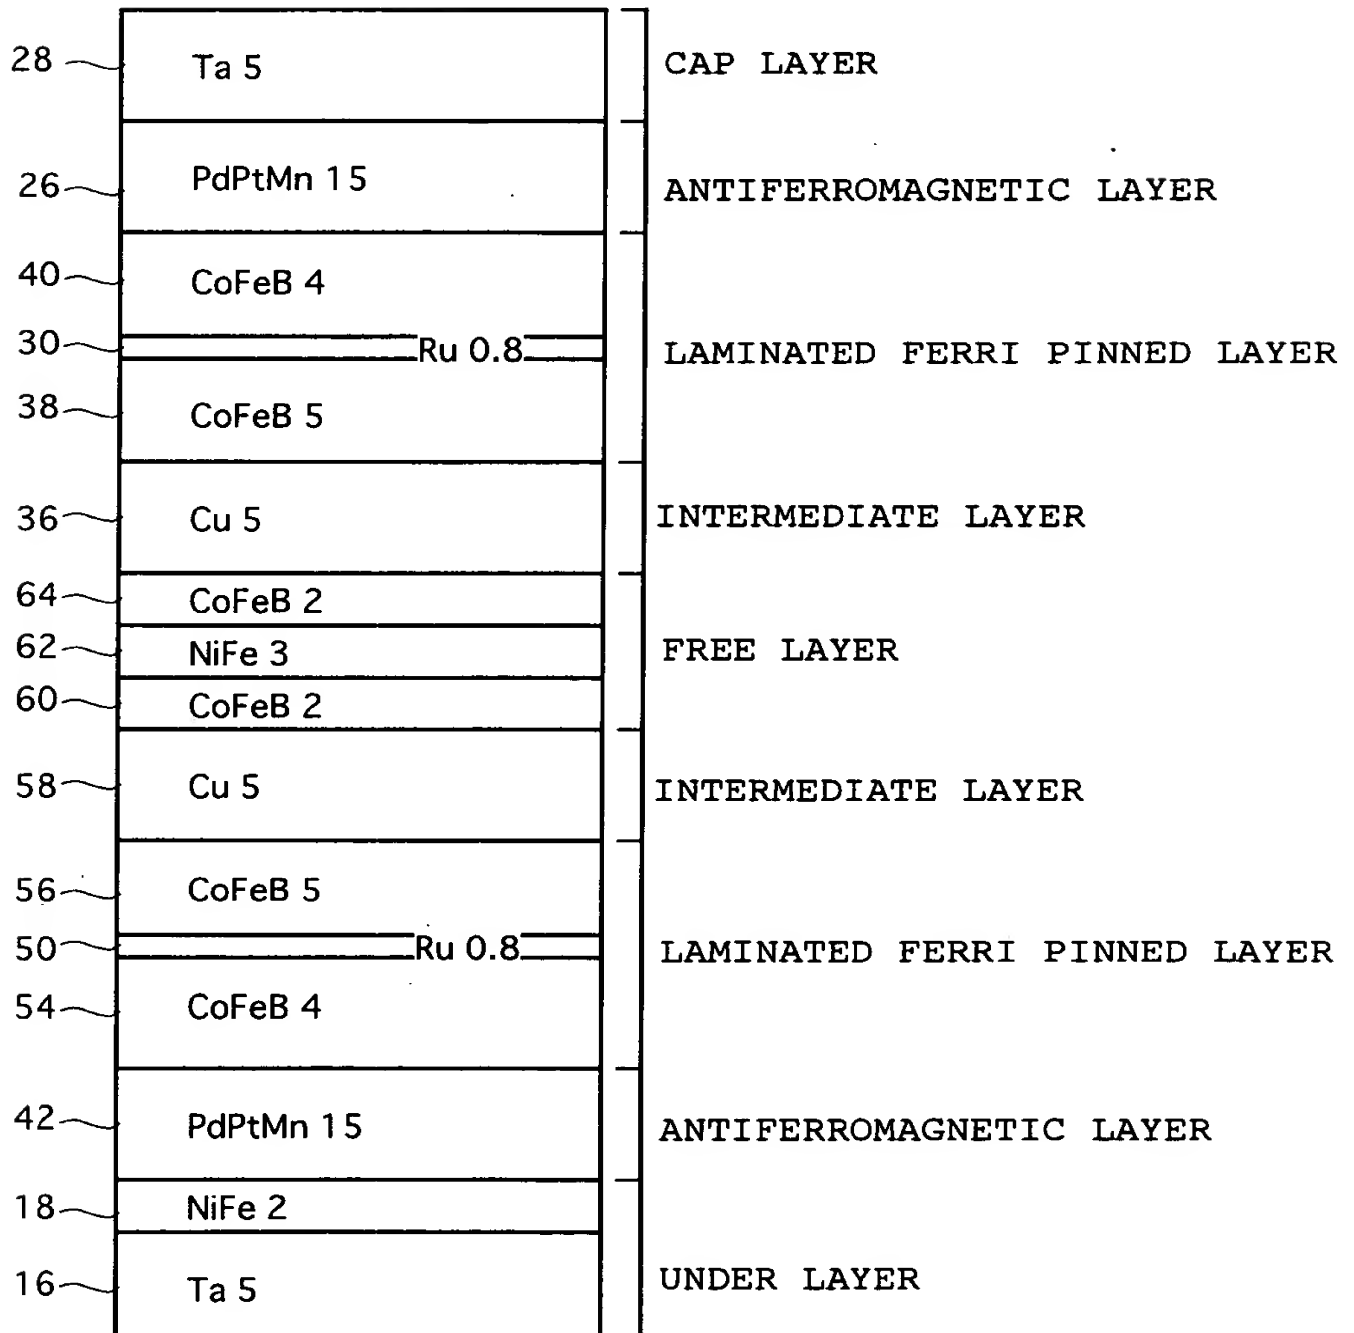 28 Ta 5 CAP LAYER
26 PdPtMn 15 ANTIFERROMAGNETIC LAYER
40 CoFeB 4
30 Ru 0.8 LAMINATED FERRI PINNED LAYER
38 CoFeB 5
36 Cu 5 INTERMEDIATE LAYER
64 CoFeB 2
62 NiFe 3 FREE LAYER
60 CoFeB 2
58 Cu 5 INTERMEDIATE LAYER
56 CoFeB 5
50 Ru 0.8 LAMINATED FERRI PINNED LAYER
54 CoFeB 4
42 PdPtMn 15 ANTIFERROMAGNETIC LAYER
18 NiFe 2
16 Ta 5 UNDER LAYER